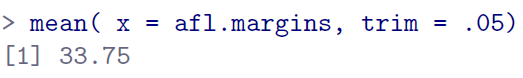 > mean( x = afl.margins, trim = .05)
[1] 33.75